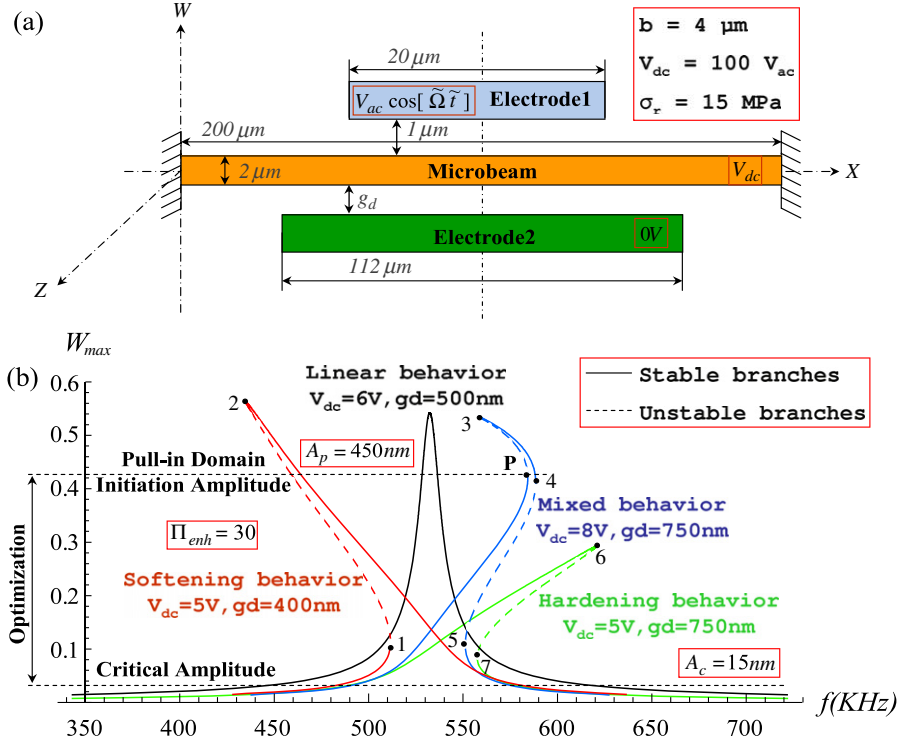 (a)
W
b = 4 μm
V_dc = 100 V_ac
σ_r = 15 MPa
20 μm
V_ac cos[ Ω̃ t̃ ] Electrode1
200 μm
1 μm
2 μm
Microbeam
V_dc
X
g_d
Electrode2
0V
112 μm
Z
W_max
(b)
Linear behavior
V_dc=6V,gd=500nm
Stable branches
Unstable branches
0.6
0.5
0.4
0.3
0.2
0.1
2
3
A_p = 450nm
Pull-in Domain
Initiation Amplitude
P
4
Mixed behavior
V_dc=8V,gd=750nm
Π_enh = 30
6
Optimization
Softening behavior
V_dc=5V,gd=400nm
Hardening behavior
V_dc=5V,gd=750nm
1
5
7
Critical Amplitude
A_c = 15nm
350 400 450 500 550 600 650 700
f(KHz)